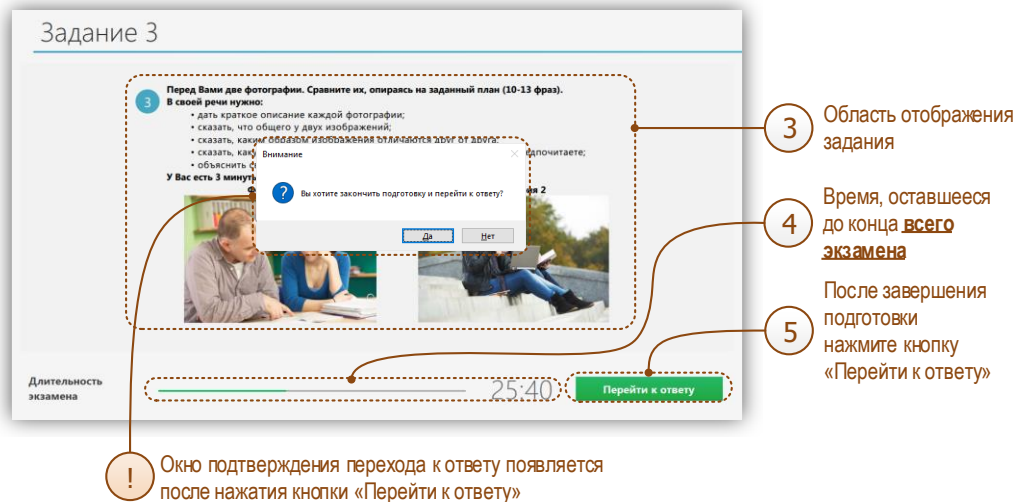 Задание 3
3
Перед Вами две фотографии. Сравните их, опираясь на заданный план (10-13 фраз).
В своей речи нужно:
• дать краткое описание каждой фотографии;
• сказать, что общего у двух изображений;
• сказать, каким образом изображения отличаются друг от друга;
• сказать,
• объяснить
У Вас есть 3
2
Внимание
Вы хотите закончить подготовку и перейти к ответу?
Да
Нет
Длительность
экзамена
25:40
Перейти к ответу
3
Область отображения
задания
4
Время, оставшееся
до конца всего
экзамена
5
После завершения
подготовки
нажмите кнопку
«Перейти к ответу»
!
Окно подтверждения перехода к ответу появляется
после нажатия кнопки «Перейти к ответу»